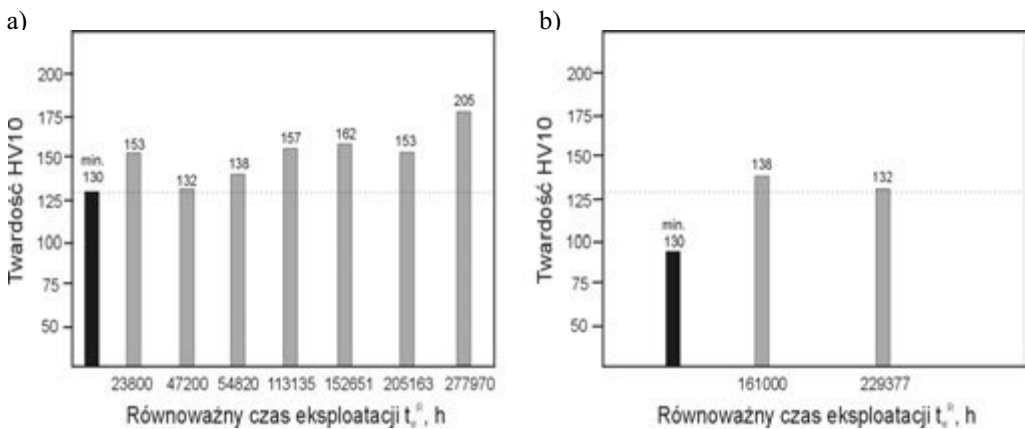 a)
Twardość HV10
200
175
150
125
100
75
50
min.
130
153
132
138
157
162
153
205
23800 47200 54820 113135 152651 205163 277970
Równoważny czas eksploatacji
, h
b)
Twardość HV10
200
175
150
125
100
75
50
min.
130
138
132
161000 229377
Równoważny czas eksploatacji
, h